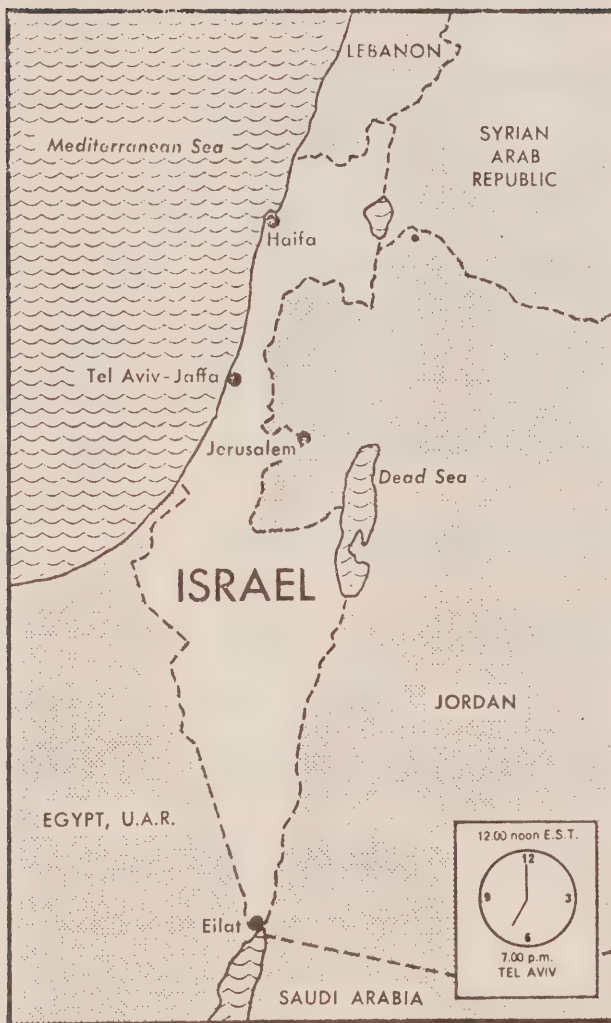 LEBANON
Mediterranean Sea
SYRIAN
ARAB
REPUBLIC
Haifa
Tel Aviv-Jaffa
Jerusalem
Dead Sea
ISRAEL
JORDAN
EGYPT, U.A.R.
12.00 noon E.S.T.
12
9
3
6
7.00 p.m.
TEL AVIV
Eilat
SAUDI ARABIA